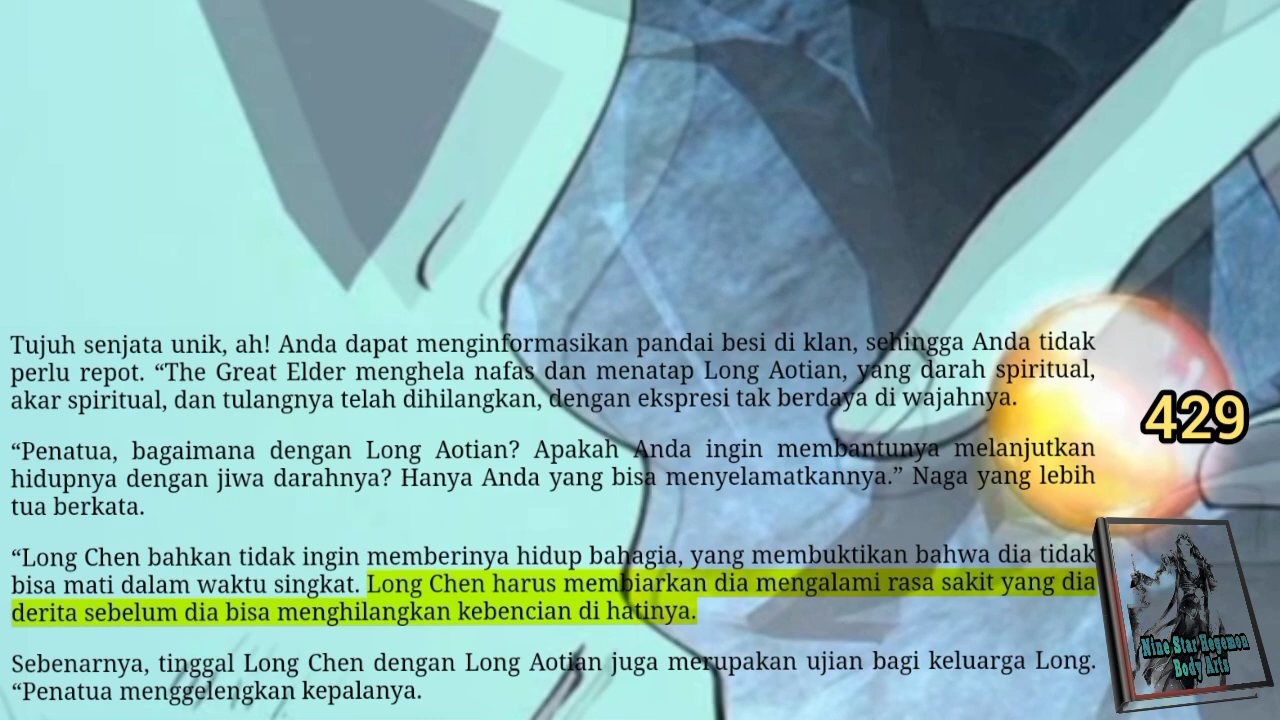 Tujuh senjata unik, ah! Anda dapat menginformasikan pandai besi di klan, sehingga Anda tidak
perlu repot. “The Great Elder menghela nafas dan menatap Long Aotian, yang darah spiritual,
akar spiritual, dan tulangnya telah dihilangkan, dengan ekspresi tak berdaya di wajahnya.
“Penatua, bagaimana dengan Long Aotian? Apakah Anda ingin membantunya melanjutkan
hidupnya dengan jiwa darahnya? Hanya Anda yang bisa menyelamatkannya.” Naga yang lebih
tua berkata.
“Long Chen bahkan tidak ingin memberinya hidup bahagia, yang membuktikan bahwa dia tidak
bisa mati dalam waktu singkat. Long Chen harus membiarkan dia mengalami rasa sakit yang dia
derita sebelum dia bisa menghilangkan kebencian di hatinya.
Sebenarnya, tinggal Long Chen dengan Long Aotian juga merupakan ujian bagi keluarga Long.
“Penatua menggelengkan kepalanya.
429
Nine Star Hegemon
Body Arts